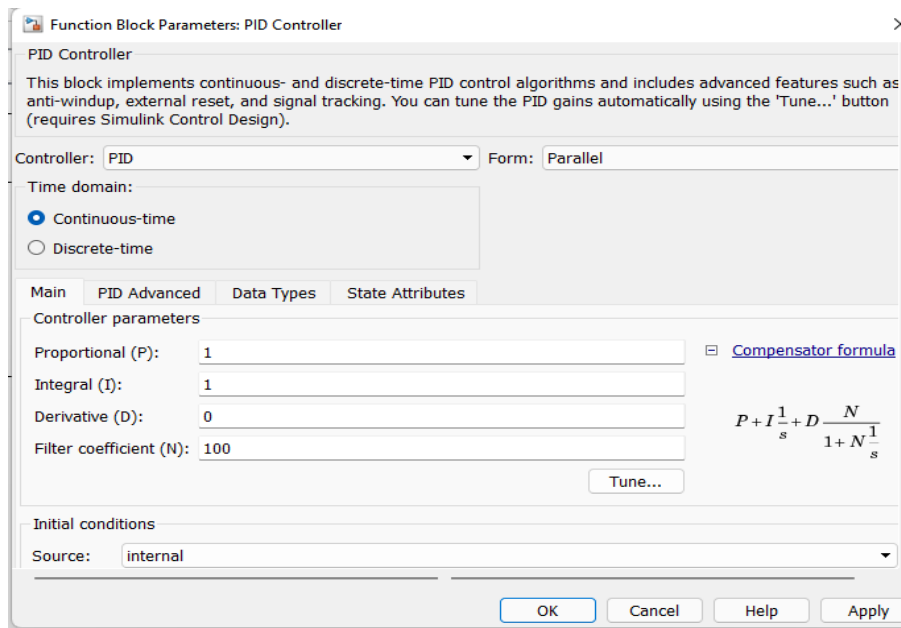 Function Block Parameters: PID Controller
PID Controller
This block implements continuous- and discrete-time PID control algorithms and includes advanced features such as
anti-windup, external reset, and signal tracking. You can tune the PID gains automatically using the 'Tune...' button
(requires Simulink Control Design).
Controller: PID Form: Parallel
Time domain:
Continuous-time
Discrete-time
Main PID Advanced Data Types State Attributes
Controller parameters
Proportional (P): 1
Compensator formula
Integral (I): 1
Derivative (D): 0
Filter coefficient (N): 100
P + I 1/s + D N/(1 + N 1/s)
Tune...
Initial conditions
Source: internal
OK Cancel Help Apply